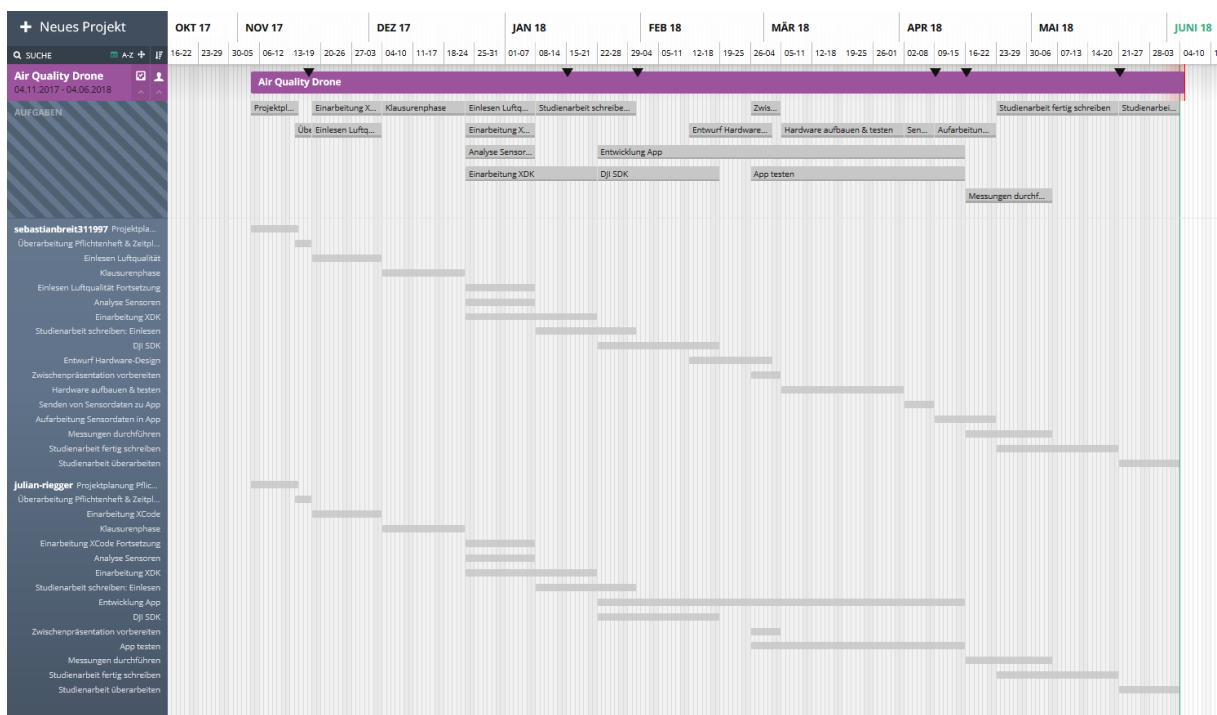 + Neues Projekt
OKT 17 NOV 17 DEZ 17 JAN 18 FEB 18 MÄR 18 APR 18 MAI 18 JUNI 18
SUCHE A-Z
16-22 23-29 30-05 06-12 13-19 20-26 27-03 04-10 11-17 18-24 25-31 01-07 08-14 15-21 22-28 29-04 05-11 12-18 19-25 26-04 05-11 12-18 19-25 26-01 02-08 09-15 16-22 23-29 30-06 07-13 14-20 21-27 28-03 04-10 1
Air Quality Drone
04.11.2017 - 04.06.2018
Air Quality Drone
AUFGABEN
Projektpl... Einarbeitung X... Klausurenphase Einlesen Luftq... Studienarbeit schreibe... Zwis... Studienarbeit fertig schreiben Studienarbei...
Übe Einlesen Luftq... Einarbeitung X... Entwurf Hardware... Hardware aufbauen & testen Sen... Aufarbeitun...
Analyse Sensor... Entwicklung App
Einarbeitung XDK DJI SDK App testen
Messungen durchf...
sebastianbreit311997 Projektpla...
Überarbeitung Pflichtenheft & Zeitpl...
Einlesen Luftqualität
Klausurenphase
Einlesen Luftqualität Fortsetzung
Analyse Sensoren
Einarbeitung XDK
Studienarbeit schreiben: Einlesen
DJI SDK
Entwurf Hardware-Design
Zwischenpräsentation vorbereiten
Hardware aufbauen & testen
Senden von Sensordaten zu App
Aufarbeitung Sensordaten in App
Messungen durchführen
Studienarbeit fertig schreiben
Studienarbeit überarbeiten
julian-riegger Projektplanung Pflic...
Überarbeitung Pflichtenheft & Zeitpl...
Einarbeitung XCode
Klausurenphase
Einarbeitung XCode Fortsetzung
Analyse Sensoren
Einarbeitung XDK
Studienarbeit schreiben: Einlesen
Entwicklung App
DJI SDK
Zwischenpräsentation vorbereiten
App testen
Messungen durchführen
Studienarbeit fertig schreiben
Studienarbeit überarbeiten